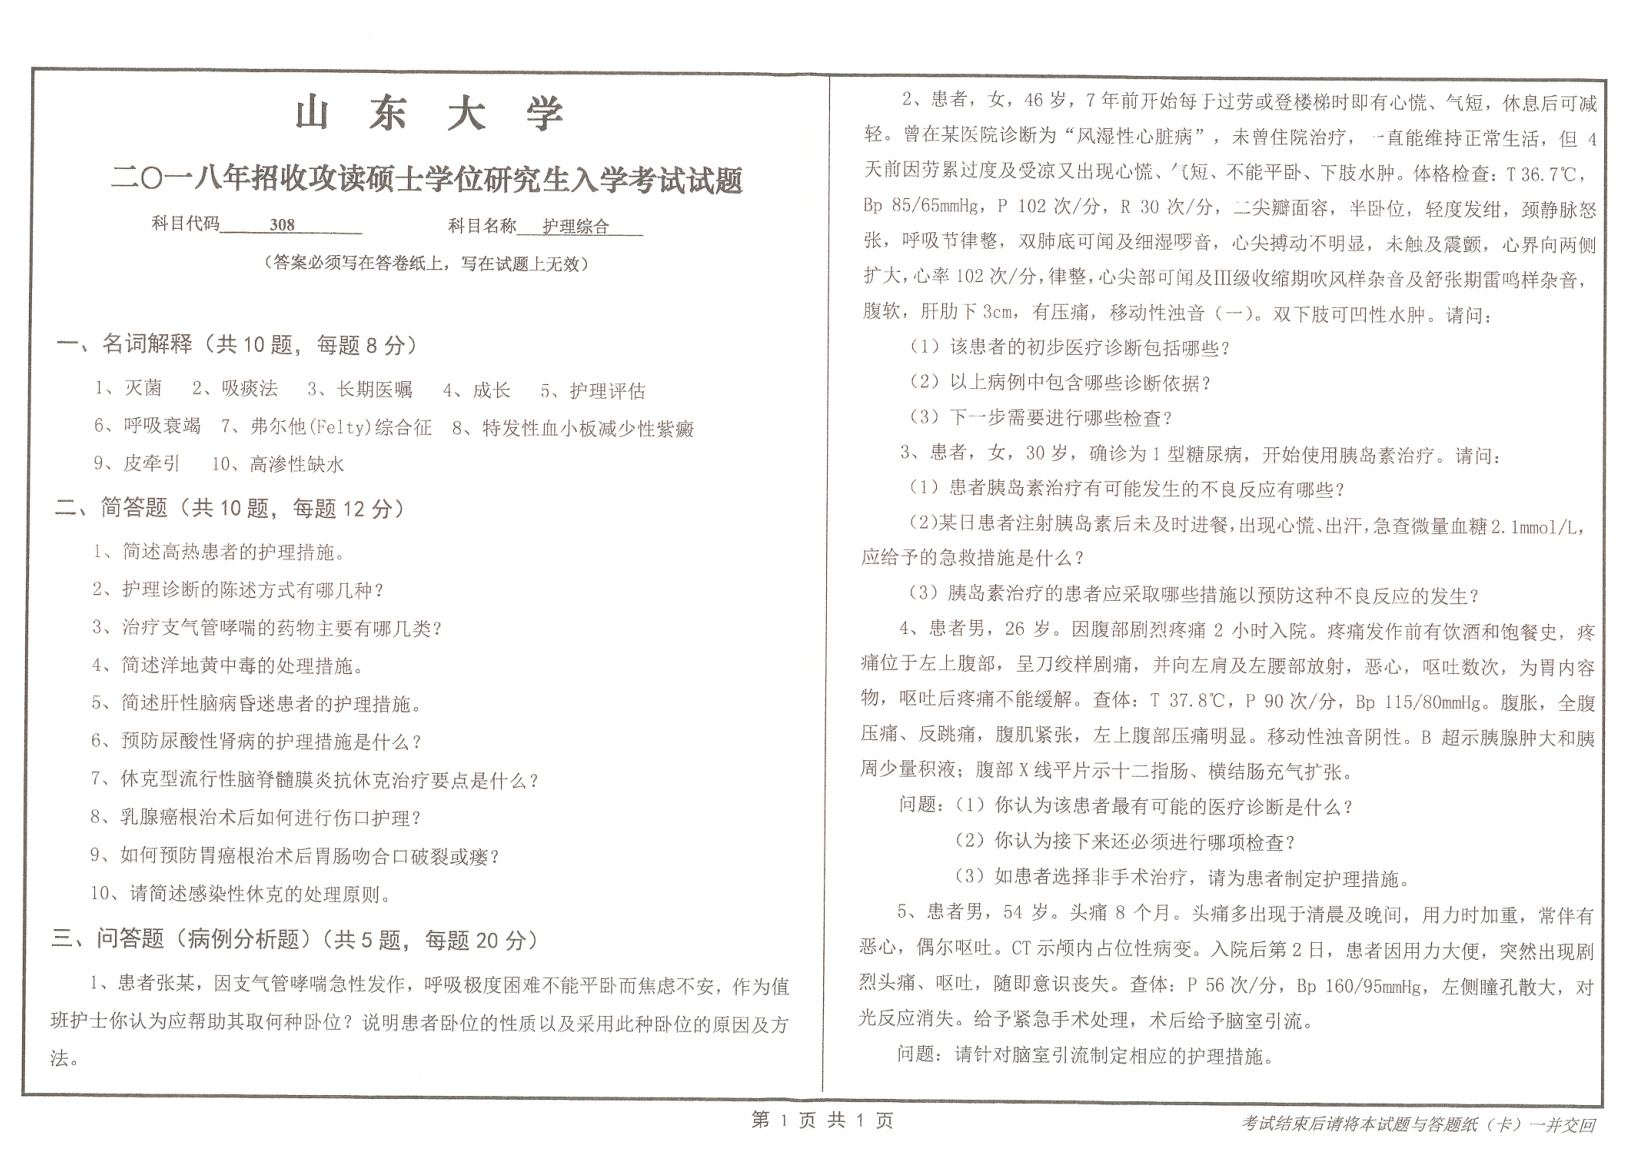 山 东 大 学
二〇一八年招收攻读硕士学位研究生入学考试试题
科目代码 308 科目名称 护理综合
（答案必须写在答卷纸上，写在试题上无效）
一、名词解释（共 10 题，每题 8 分）
1、灭菌 2、吸痰法 3、长期医嘱 4、成长 5、护理评估
6、呼吸衰竭 7、弗尔他(Felty)综合征 8、特发性血小板减少性紫癜
9、皮牵引 10、高渗性缺水
二、简答题（共 10 题，每题 12 分）
1、简述高热患者的护理措施。
2、护理诊断的陈述方式有哪几种？
3、治疗支气管哮喘的药物主要有哪几类？
4、简述洋地黄中毒的处理措施。
5、简述肝性脑病昏迷患者的护理措施。
6、预防尿酸性肾病的护理措施是什么？
7、休克型流行性脑脊髓膜炎抗休克治疗要点是什么？
8、乳腺癌根治术后如何进行伤口护理？
9、如何预防胃癌根治术后胃肠吻合口破裂或瘘？
10、请简述感染性休克的处理原则。
三、问答题（病例分析题）（共 5 题，每题 20 分）
1、患者张某，因支气管哮喘急性发作，呼吸极度困难不能平卧而焦虑不安，作为值
班护士你认为应帮助其取何种卧位？说明患者卧位的性质以及采用此种卧位的原因及方
法。
2、患者，女，46 岁，7 年前开始每于过劳或登楼梯时即有心慌、气短，休息后可减
轻。曾在某医院诊断为“风湿性心脏病”，未曾住院治疗，一直能维持正常生活，但 4
天前因劳累过度及受凉又出现心慌、气短、不能平卧、下肢水肿。体格检查：T 36.7℃，
Bp 85/65mmHg，P 102 次/分，R 30 次/分，二尖瓣面容，半卧位，轻度发绀，颈静脉怒
张，呼吸节律整，双肺底可闻及细湿啰音，心尖搏动不明显，未触及震颤，心界向两侧
扩大，心率 102 次/分，律整，心尖部可闻及Ⅲ级收缩期吹风样杂音及舒张期雷鸣样杂音，
腹软，肝肋下 3cm，有压痛，移动性浊音（一）。双下肢可凹性水肿。请问：
（1）该患者的初步医疗诊断包括哪些？
（2）以上病例中包含哪些诊断依据？
（3）下一步需要进行哪些检查？
3、患者，女，30 岁，确诊为 1 型糖尿病，开始使用胰岛素治疗。请问：
（1）患者胰岛素治疗有可能发生的不良反应有哪些？
（2）某日患者注射胰岛素后未及时进餐，出现心慌、出汗，急查微量血糖 2.1mmol/L，
应给予的急救措施是什么？
（3）胰岛素治疗的患者应采取哪些措施以预防这种不良反应的发生？
4、患者男，26 岁。因腹部剧烈疼痛 2 小时入院。疼痛发作前有饮酒和饱餐史，疼
痛位于左上腹部，呈刀绞样剧痛，并向左肩及左腰部放射，恶心，呕吐数次，为胃内容
物，呕吐后疼痛不能缓解。查体：T 37.8℃，P 90 次/分，Bp 115/80mmHg。腹胀，全腹
压痛、反跳痛，腹肌紧张，左上腹部压痛明显。移动性浊音阴性。B 超示胰腺肿大和胰
周少量积液；腹部 X 线平片示十二指肠、横结肠充气扩张。
问题：（1）你认为该患者最有可能的医疗诊断是什么？
（2）你认为接下来还必须进行哪项检查？
（3）如患者选择非手术治疗，请为患者制定护理措施。
5、患者男，54 岁。头痛 8 个月。头痛多出现于清晨及晚间，用力时加重，常伴有
恶心，偶尔呕吐。CT 示颅内占位性病变。入院后第 2 日，患者因用力大便，突然出现剧
烈头痛、呕吐，随即意识丧失。查体：P 56 次/分，Bp 160/95mmHg，左侧瞳孔散大，对
光反应消失。给予紧急手术处理，术后给予脑室引流。
问题：请针对脑室引流制定相应的护理措施。
第 1 页 共 1 页
考试结束后请将本试题与答题纸（卡）一并交回